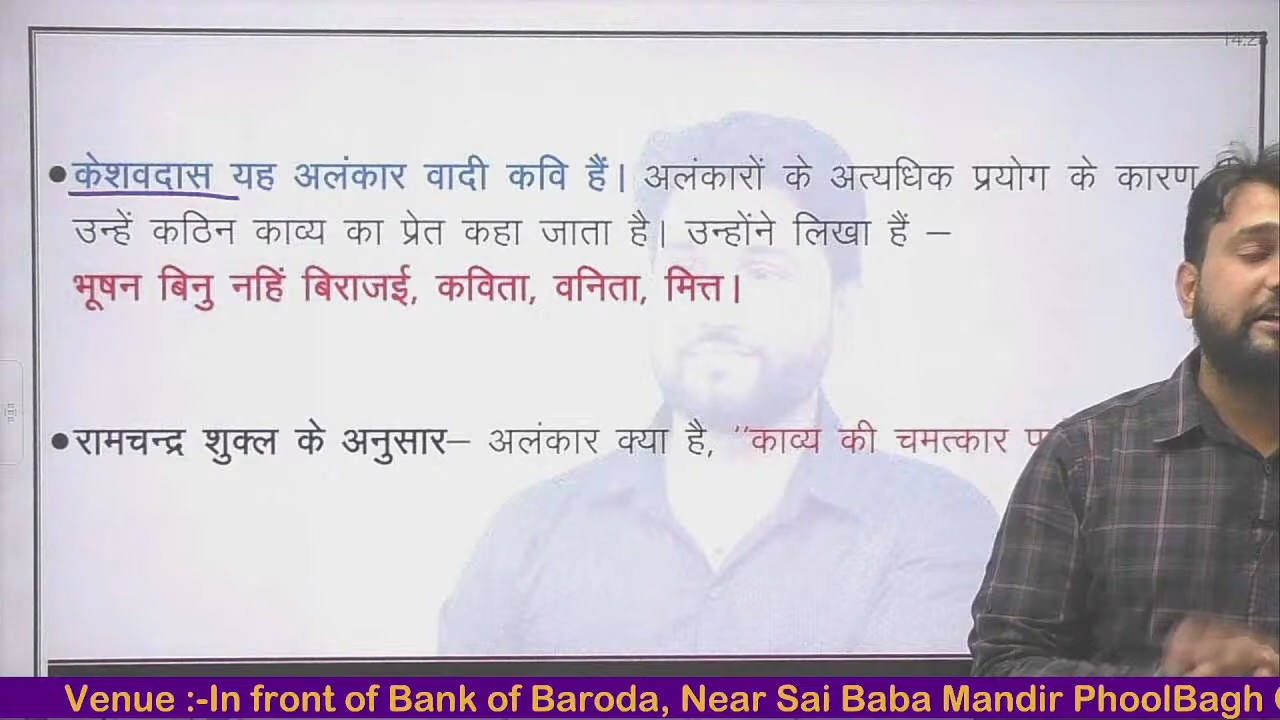 केशवदास यह अलंकार वादी कवि हैं। अलंकारों के अत्यधिक प्रयोग के कारण
उन्हें कठिन काव्य का प्रेत कहा जाता है। उन्होंने लिखा हैं –
भूषन बिनु नहिं बिराजई, कविता, वनिता, मित्त।
रामचन्द्र शुक्ल के अनुसार– अलंकार क्या है, ''काव्य की चमत्कार
Venue :-In front of Bank of Baroda, Near Sai Baba Mandir PhoolBagh